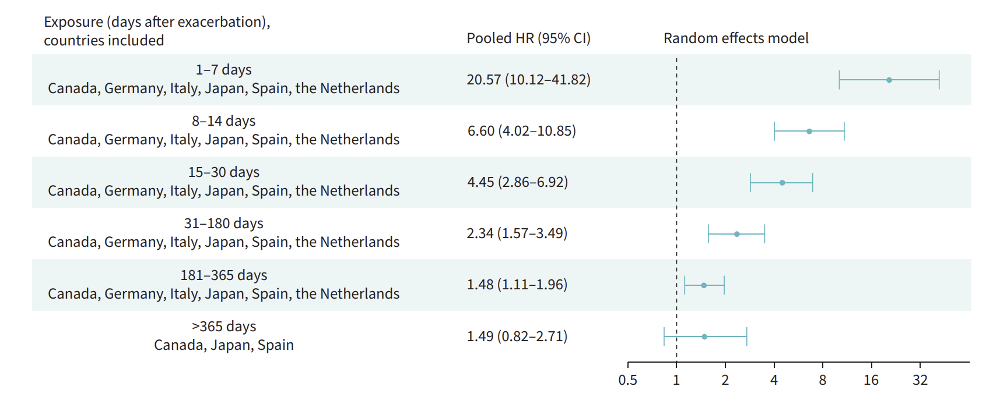 Exposure (days after exacerbation),
countries included
Pooled HR (95% CI)
Random effects model
1–7 days
Canada, Germany, Italy, Japan, Spain, the Netherlands
20.57 (10.12–41.82)
8–14 days
Canada, Germany, Italy, Japan, Spain, the Netherlands
6.60 (4.02–10.85)
15–30 days
Canada, Germany, Italy, Japan, Spain, the Netherlands
4.45 (2.86–6.92)
31–180 days
Canada, Germany, Italy, Japan, Spain, the Netherlands
2.34 (1.57–3.49)
181–365 days
Canada, Germany, Italy, Japan, Spain, the Netherlands
1.48 (1.11–1.96)
>365 days
Canada, Japan, Spain
1.49 (0.82–2.71)
0.5 1 2 4 8 16 32